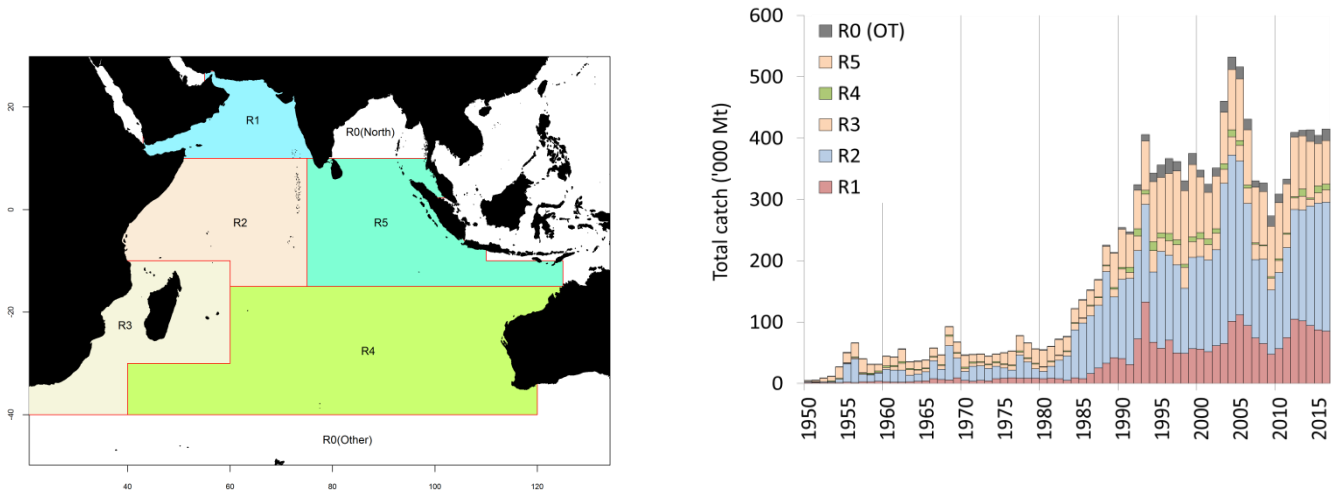 20
0
-20
-40
40
60
80
100
120
R1
R0(North)
R2
R5
R3
R4
R0(Other)
Total catch ('000 Mt)
600
500
400
300
200
100
0
R0 (OT)
R5
R4
R3
R2
R1
1950
1955
1960
1965
1970
1975
1980
1985
1990
1995
2000
2005
2010
2015